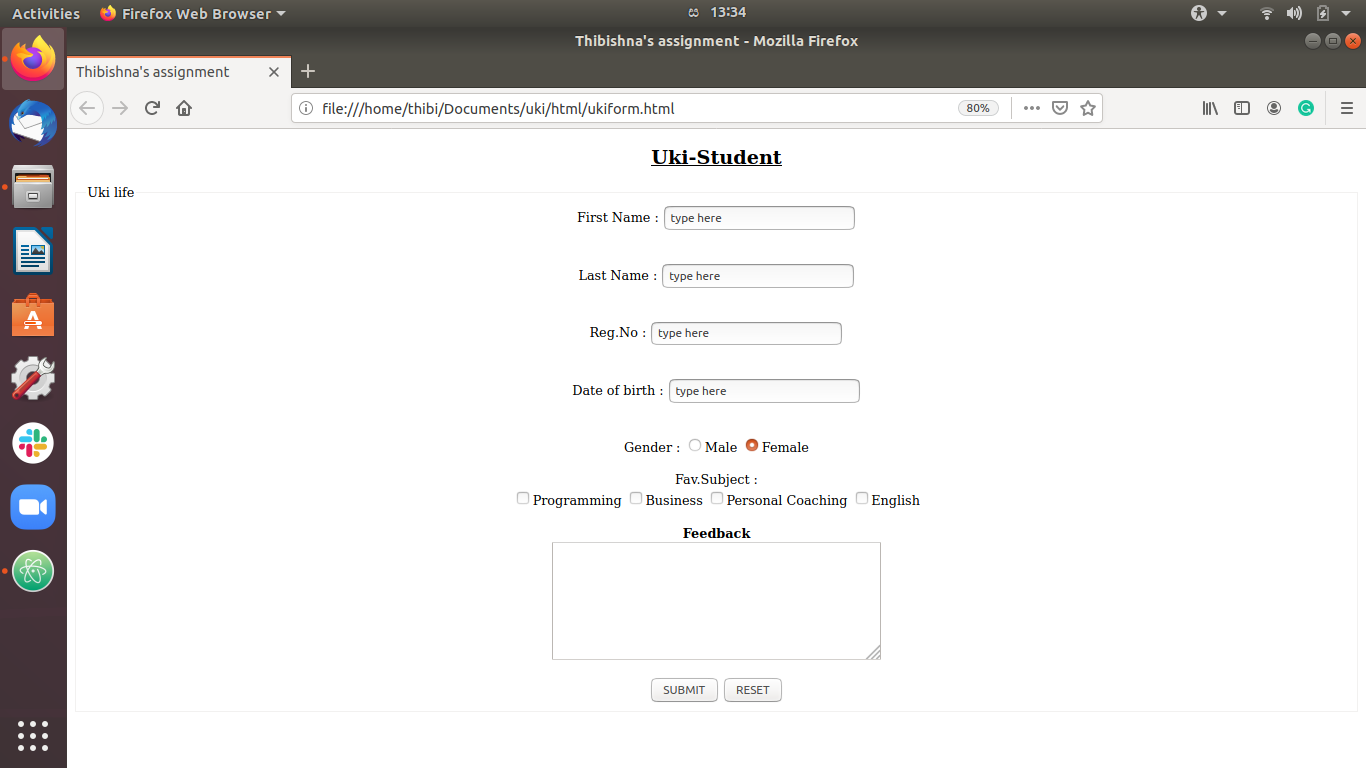 Activities Firefox Web Browser 13:34
Thibishna's assignment - Mozilla Firefox
Thibishna's assignment
file:///home/thibi/Documents/uki/html/ukiform.html 80%
Uki-Student
Uki life
First Name : type here
Last Name : type here
Reg.No : type here
Date of birth : type here
Gender : Male Female
Fav.Subject :
Programming Business Personal Coaching English
Feedback
SUBMIT RESET